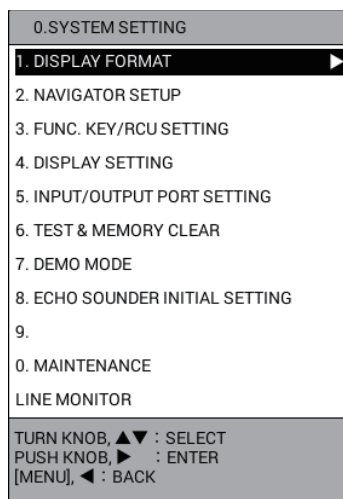 0.SYSTEM SETTING
1. DISPLAY FORMAT ▶
2. NAVIGATOR SETUP
3. FUNC. KEY/RCU SETTING
4. DISPLAY SETTING
5. INPUT/OUTPUT PORT SETTING
6. TEST & MEMORY CLEAR
7. DEMO MODE
8. ECHO SOUNDER INITIAL SETTING
9.
0. MAINTENANCE
LINE MONITOR
TURN KNOB, ▲▼ : SELECT
PUSH KNOB, ▶ : ENTER
[MENU], ◀ : BACK